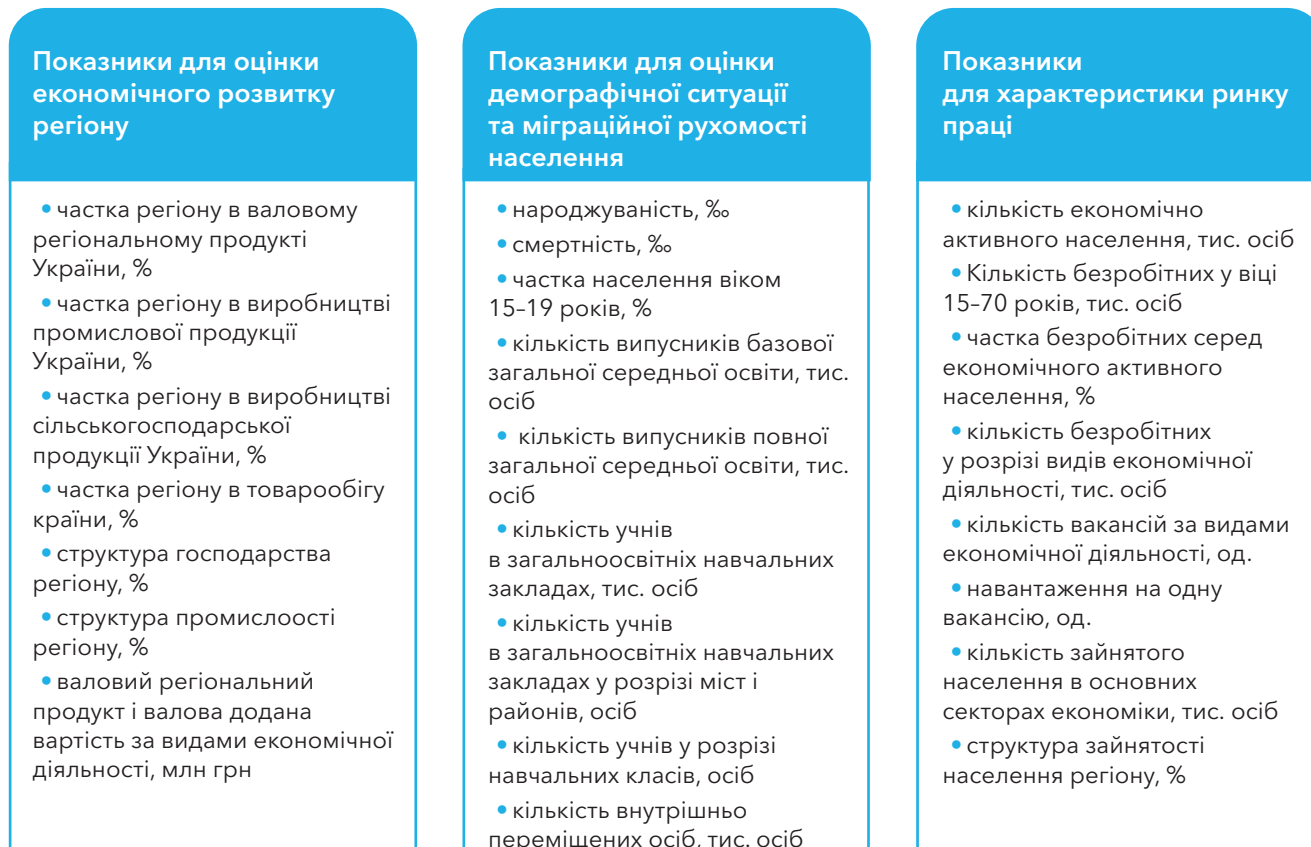 Показники для оцінки
економічного розвитку
регіону
• частка регіону в валовому
регіональному продукті
України, %
• частка регіону в виробництві
промислової продукції
України, %
• частка регіону в виробництві
сільськогосподарської
продукції України, %
• частка регіону в товарообігу
країни, %
• структура господарства
регіону, %
• структура промислоості
регіону, %
• валовий регіональний
продукт і валова додана
вартість за видами економічної
діяльності, млн грн
Показники для оцінки
демографічної ситуації
та міграційної рухомості
населення
• народжуваність, ‰
• смертність, ‰
• частка населення віком
15–19 років, %
• кількість випусників базової
загальної середньої освіти, тис.
осіб
• кількість випусників повної
загальної середньої освіти, тис.
осіб
• кількість учнів
в загальноосвітніх навчальних
закладах, тис. осіб
• кількість учнів
в загальноосвітніх навчальних
закладах у розрізі міст і
районів, осіб
• кількість учнів у розрізі
навчальних класів, осіб
• кількість внутрішньо
переміщених осіб, тис. осіб
Показники
для характеристики ринку
праці
• кількість економічно
активного населення, тис. осіб
• Кількість безробітних у віці
15–70 років, тис. осіб
• частка безробітних серед
економічного активного
населення, %
• кількість безробітних
у розрізі видів економічної
діяльності, тис. осіб
• кількість вакансій за видами
економічної діяльності, од.
• навантаження на одну
вакансію, од.
• кількість зайнятого
населення в основних
секторах економіки, тис. осіб
• структура зайнятості
населення регіону, %